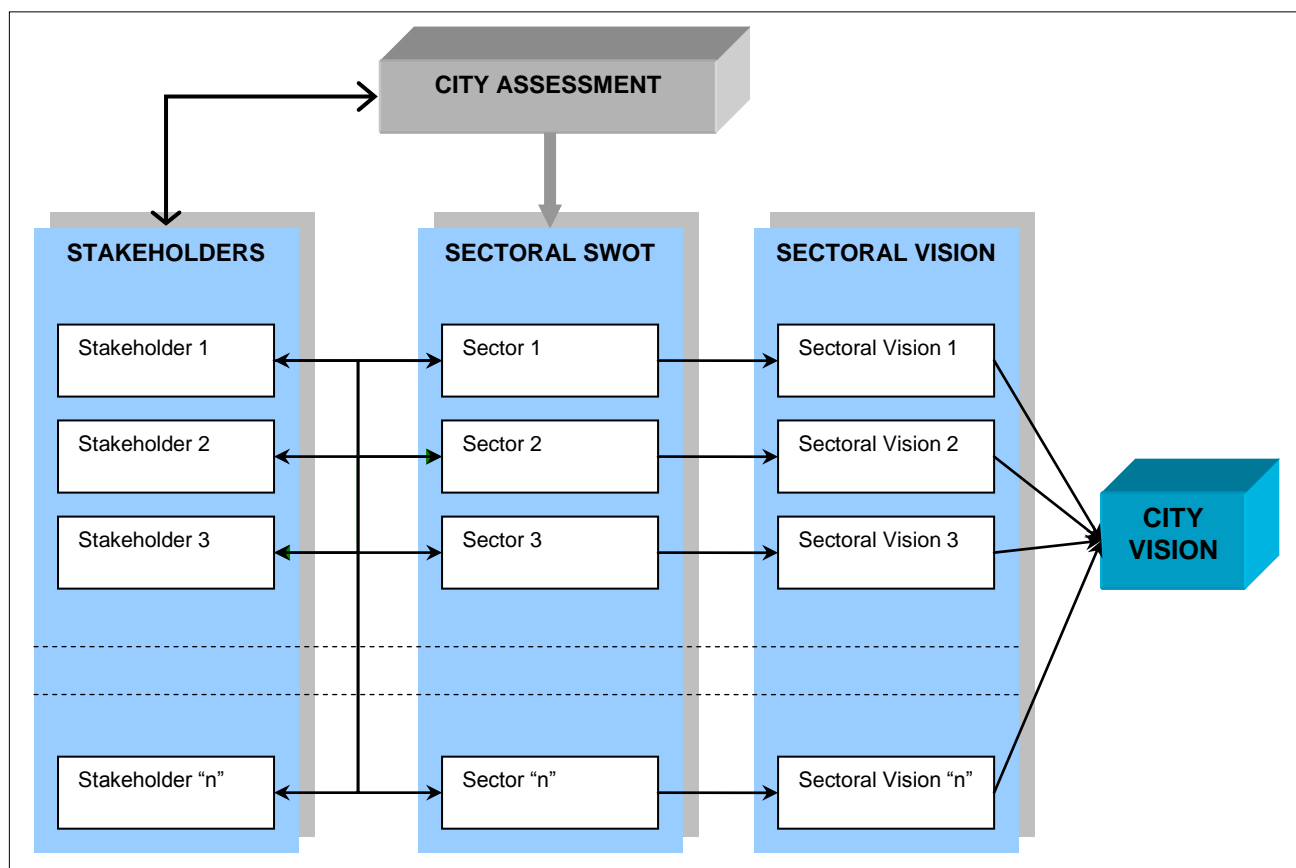 CITY ASSESSMENT
STAKEHOLDERS
SECTORAL SWOT
SECTORAL VISION
Stakeholder 1
Sector 1
Sectoral Vision 1
Stakeholder 2
Sector 2
Sectoral Vision 2
Stakeholder 3
Sector 3
Sectoral Vision 3
CITY
VISION
Stakeholder “n”
Sector “n”
Sectoral Vision “n”